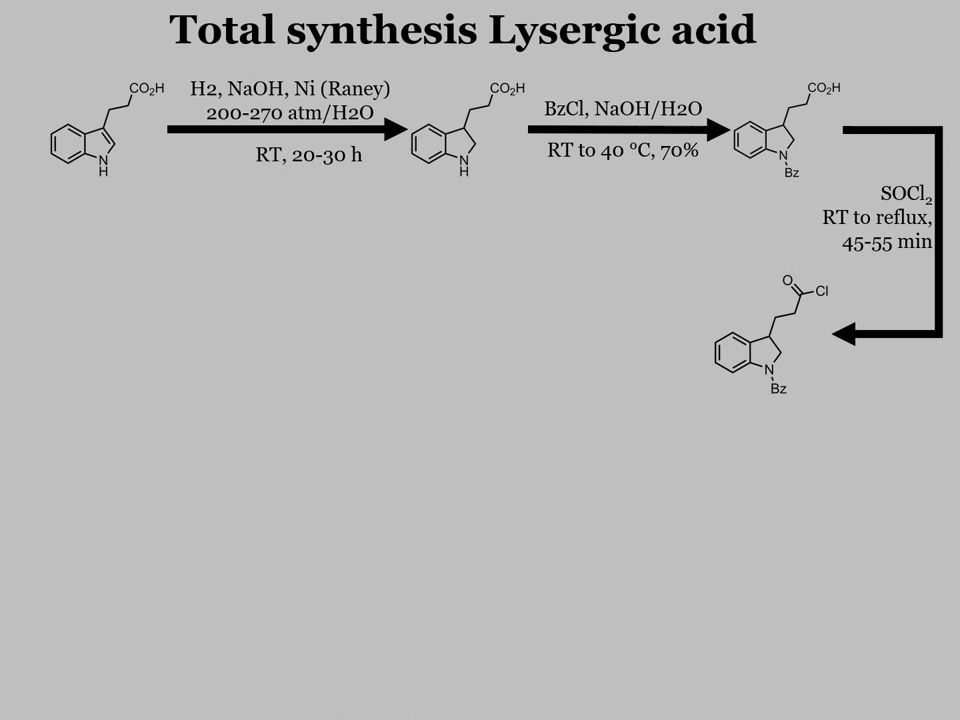 Total synthesis Lysergic acid
CO₂H
N
H
H2, NaOH, Ni (Raney)
200-270 atm/H2O
RT, 20-30 h
CO₂H
N
H
BzCl, NaOH/H2O
RT to 40 °C, 70%
CO₂H
N
Bz
SOCl₂
RT to reflux,
45-55 min
O
Cl
N
Bz